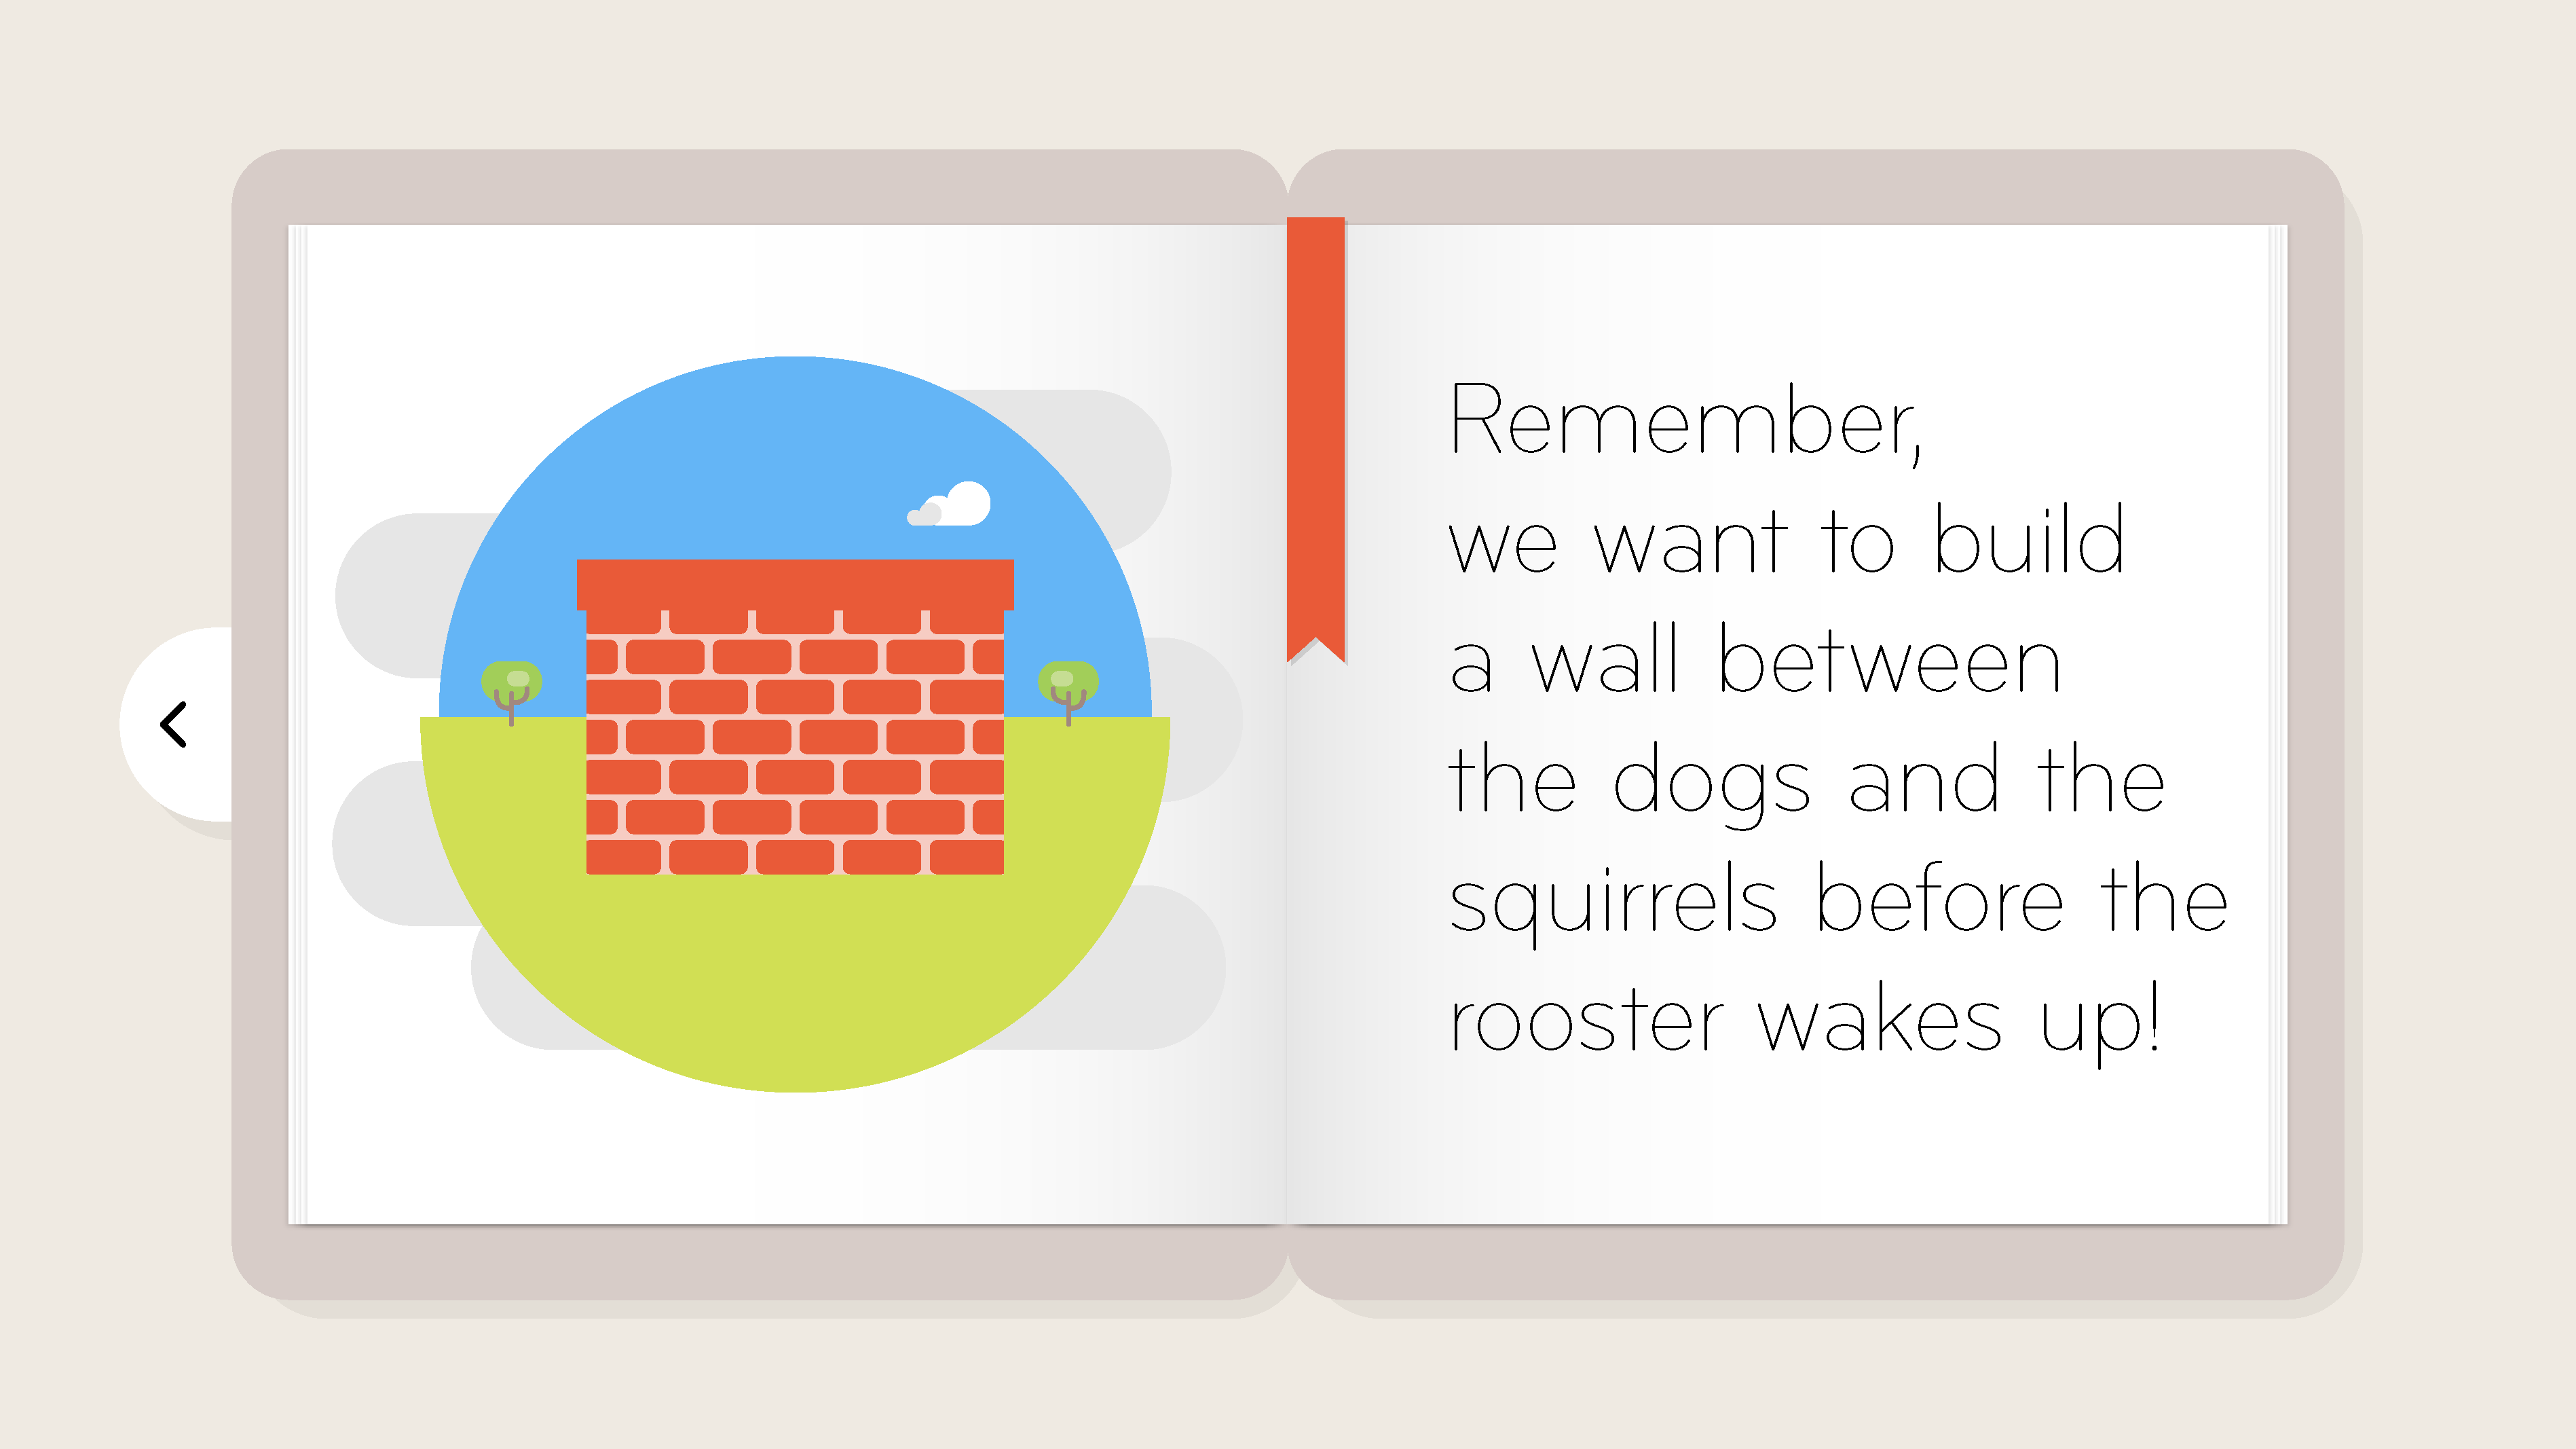 Remember,
we want to build
a wall between
the dogs and the
squirrels before the
rooster wakes up!